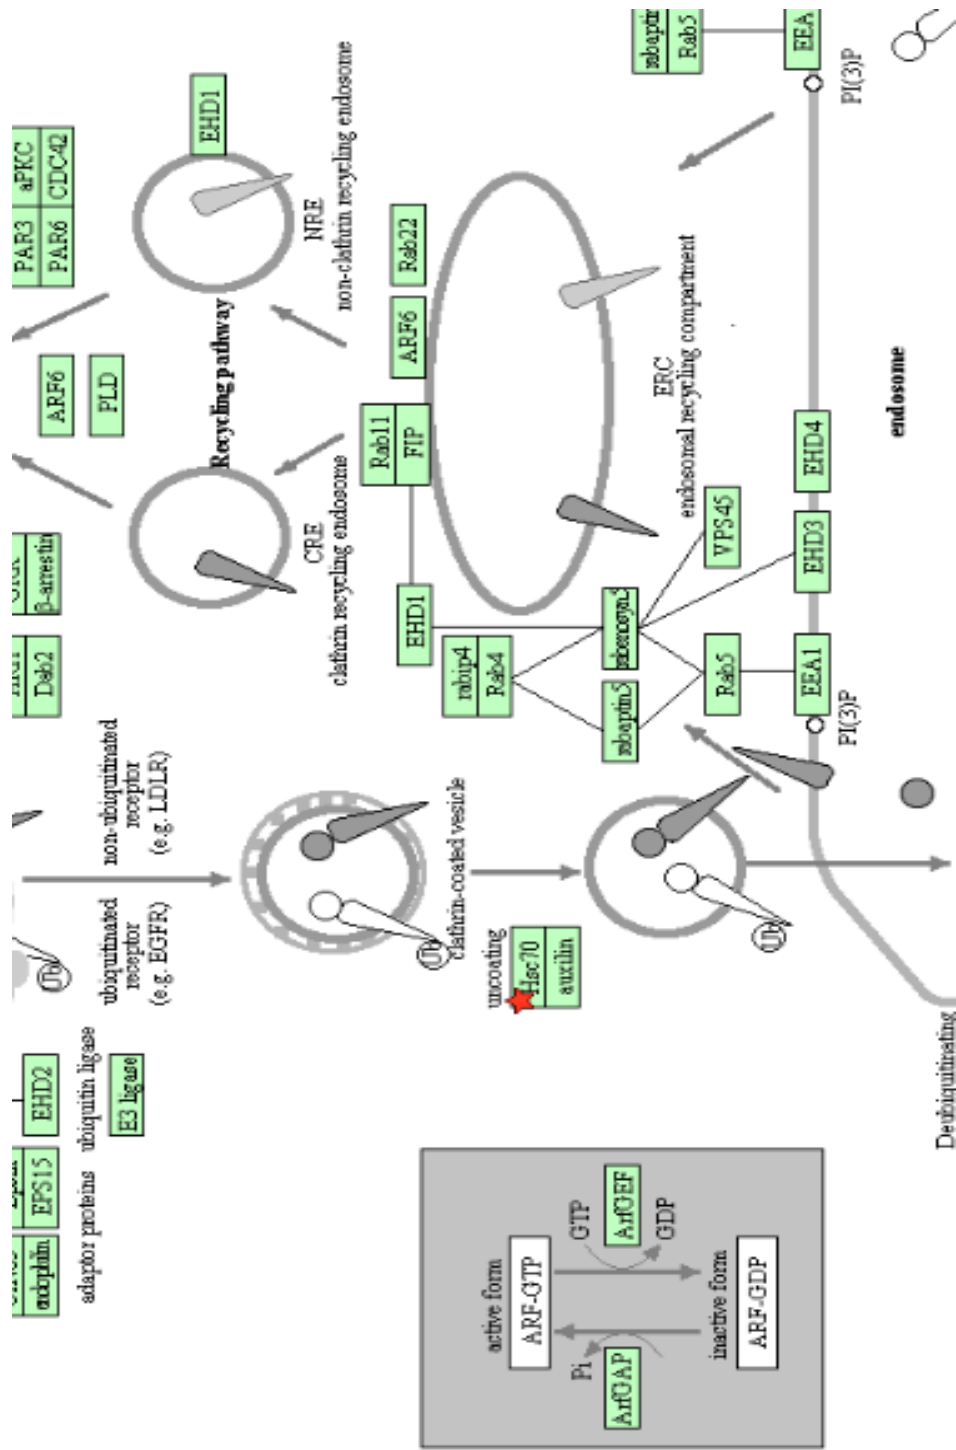 endophilin
EPS15
EHD2
adaptor proteins
ubiquitin ligase
E3 ligase
Ub
ubiquitinated
receptor
(e.g. EGFR)
non-ubiquitinated
receptor
(e.g. LDLR)
Dab2
β-arrestin
ARF6
PLD
PAR3
aPKC
PAR6
CDC42
EHD1
Recycling pathway
CRE
clathrin recycling endosome
NRE
non-clathrin recycling endosome
Ub
clathrin-coated vesicle
uncoating
Hsc70
auxilin
EHD1
Rab11
FIP
ARF6
Rab22
rabip4
Rab4
rabaptin5
rabenosyn5
ERC
endosomal recycling compartment
VPS45
Rab5
Rab5
Ub
EEA1
EHD3
EHD4
EEA
PI(3)P
PI(3)P
endosome
Deubiquitinating
active form
ARF-GTP
Pi
GTP
ArfGAP
ArfGEF
GDP
inactive form
ARF-GDP